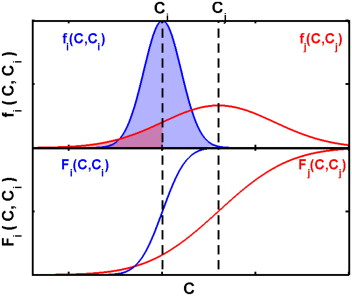 C_i C_j
f_i(C,C_i) f_j(C,C_j)
f_i ( C, C_i )
F_i(C,C_i) F_j(C,C_j)
F_i ( C, C_i )
C